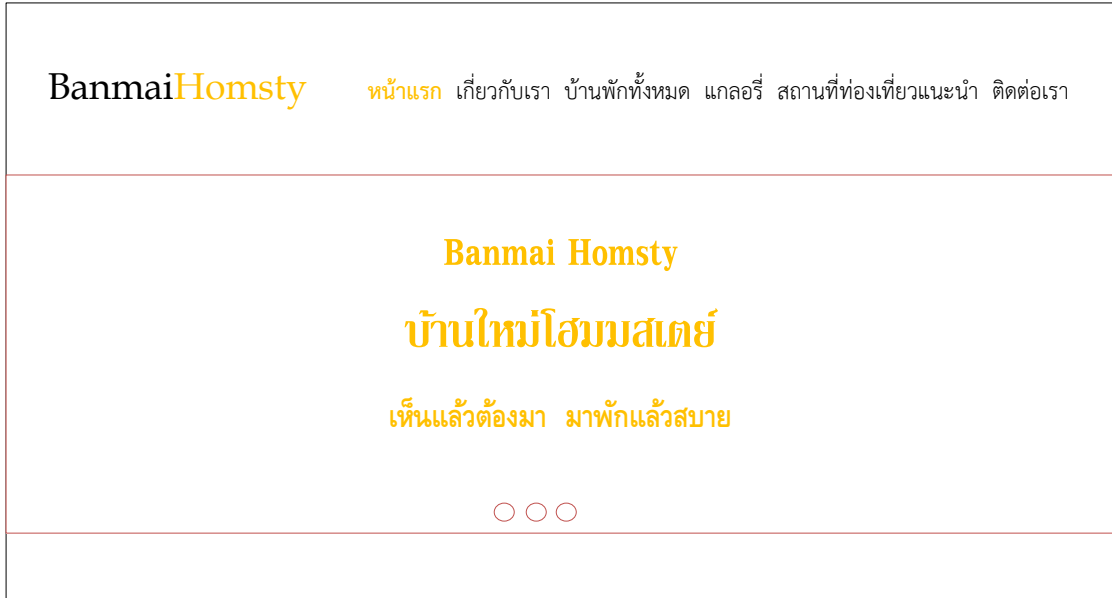 BanmaiHomsty หน้าแรก เกี่ยวกับเรา บ้านพักทั้งหมด แกลอรี่ สถานที่ท่องเที่ยวแนะนำ ติดต่อเรา
Banmai Homsty
บ้านใหม่โฮมมสเตย์
เห็นแล้วต้องมา มาพักแล้วสบาย